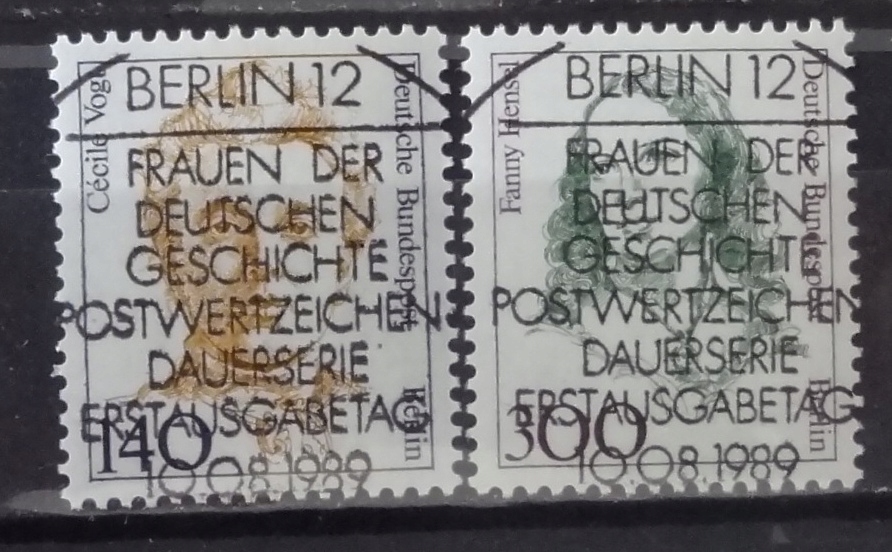 Cécile Vogt
Deutsche Bundespost Berlin
140
BERLIN 12
FRAUEN DER
DEUTSCHEN
GESCHICHTE
POSTWERTZEICHEN
DAUERSERIE
ERSTAUSGABETAG
10.08.1989
Fanny Hensel
Deutsche Bundespost Berlin
300
BERLIN 12
FRAUEN DER
DEUTSCHEN
GESCHICHTE
POSTWERTZEICHEN
DAUERSERIE
ERSTAUSGABETAG
10.08.1989